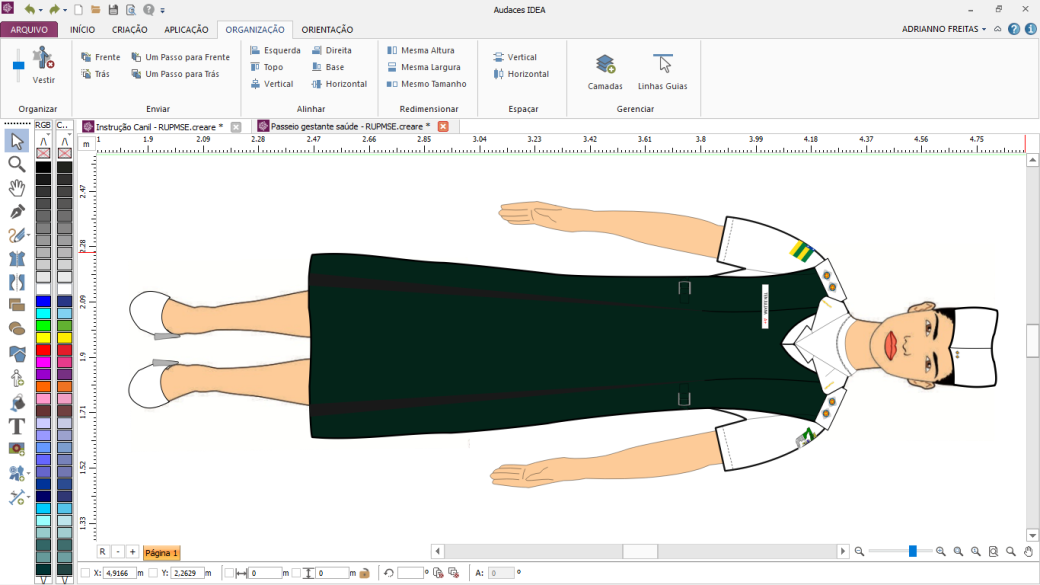 Audaces IDEA
ARQUIVO INÍCIO CRIAÇÃO APLICAÇÃO ORGANIZAÇÃO ORIENTAÇÃO ADRIANNO FREITAS
Vestir
Organizar
Frente Um Passo para Frente
Trás Um Passo para Trás
Enviar
Esquerda Direita
Topo Base
Vertical Horizontal
Alinhar
Mesma Altura
Mesma Largura
Mesmo Tamanho
Redimensionar
Vertical
Horizontal
Espaçar
Camadas Linhas Guias
Gerenciar
RGB C...
Instrução Canil - RUPMSE.creare * Passeio gestante saúde - RUPMSE.creare *
m 1 1.9 2.09 2.28 2.47 2.66 2.85 3.04 3.23 3.42 3.61 3.8 3.99 4.18 4.37 4.56 4.75
2.47
2.28
2.09
1.9
1.71
1.52
1.33
R - + Página 1
X: 4,9166 m Y: 2,2629 m 0 m 0 m º A: 0 º